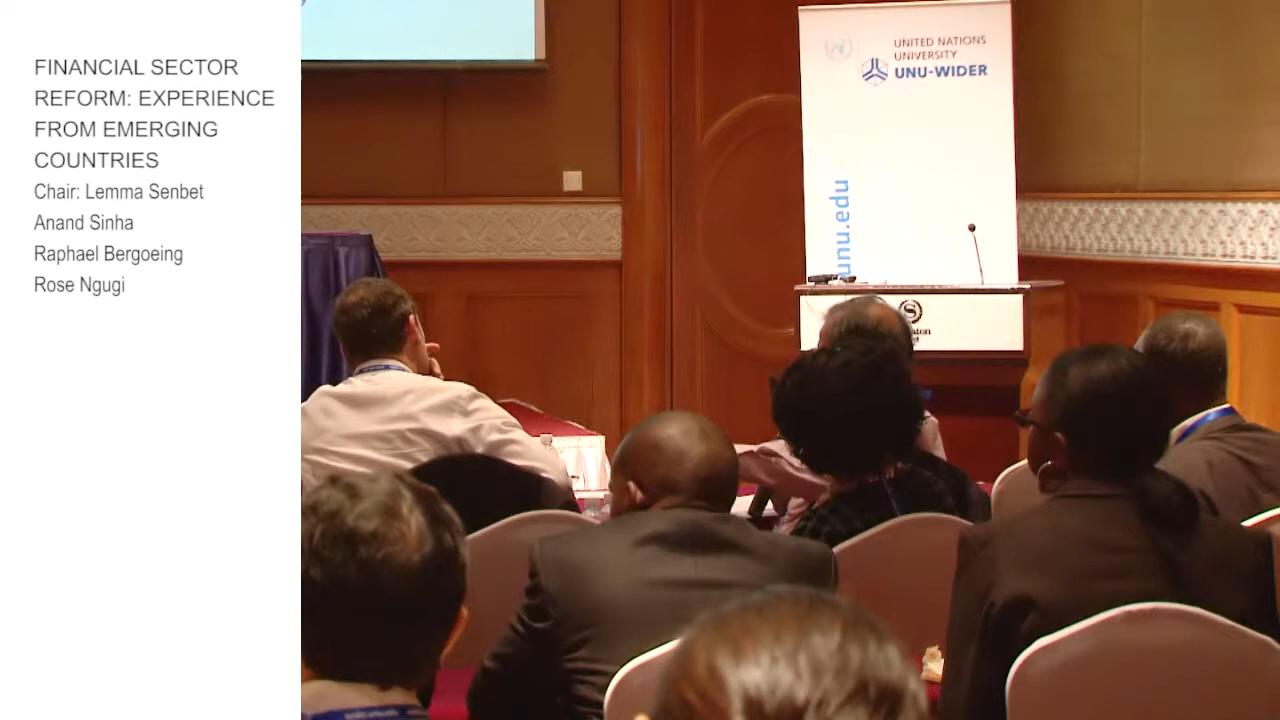 FINANCIAL SECTOR
REFORM: EXPERIENCE
FROM EMERGING
COUNTRIES
Chair: Lemma Senbet
Anand Sinha
Raphael Bergoeing
Rose Ngugi
UNITED NATIONS
UNIVERSITY
UNU-WIDER
unu.edu